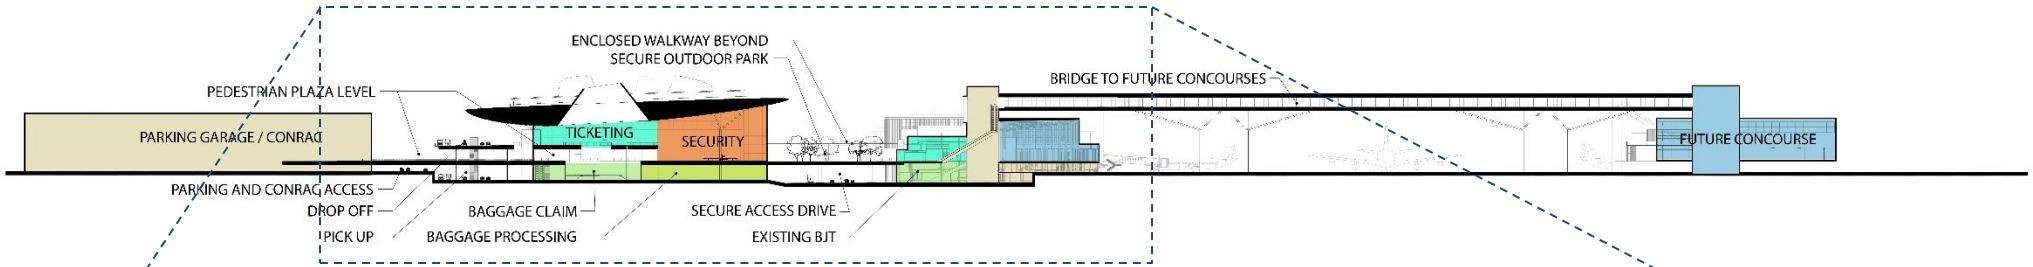 ENCLOSED WALKWAY BEYOND
SECURE OUTDOOR PARK
BRIDGE TO FUTURE CONCOURSES
PEDESTRIAN PLAZA LEVEL
PARKING GARAGE / CONRAC
TICKETING
SECURITY
FUTURE CONCOURSE
PARKING AND CONRAC ACCESS
DROP OFF
BAGGAGE CLAIM
SECURE ACCESS DRIVE
PICK UP
BAGGAGE PROCESSING
EXISTING BJT